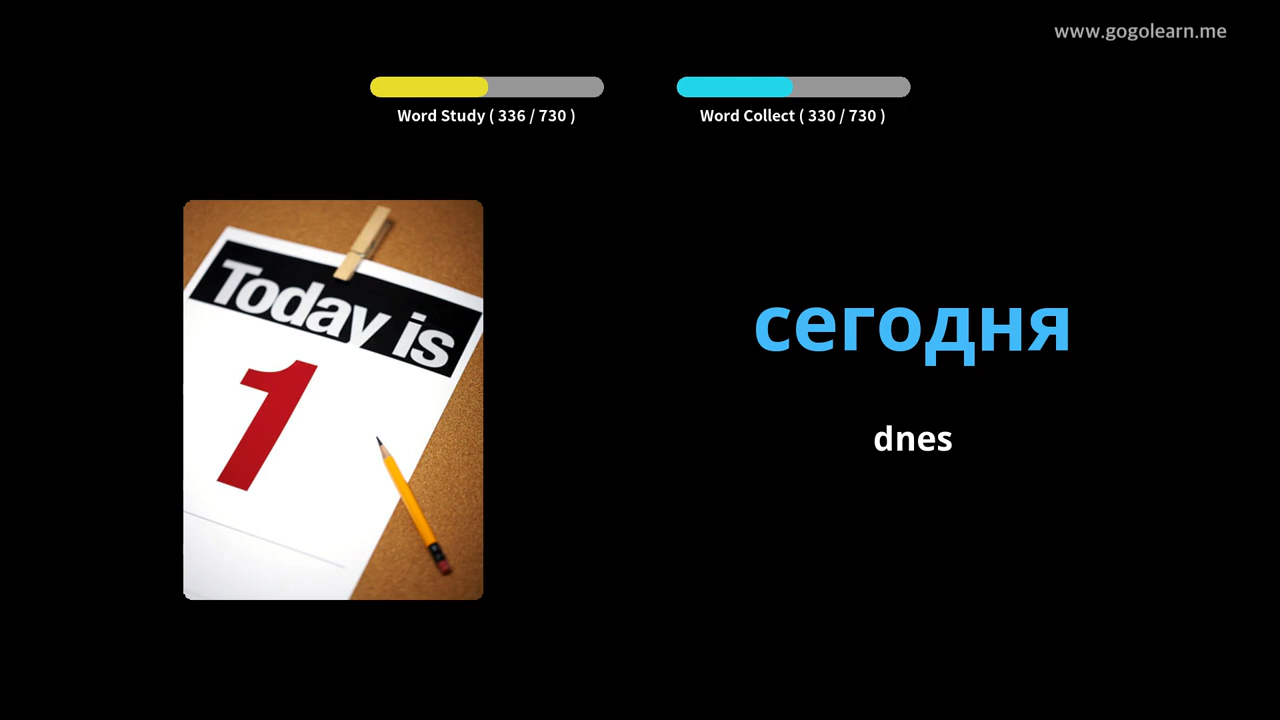 www.gogolearn.me
Word Study ( 336 / 730 )
Word Collect ( 330 / 730 )
Today is
1
сегодня
dnes